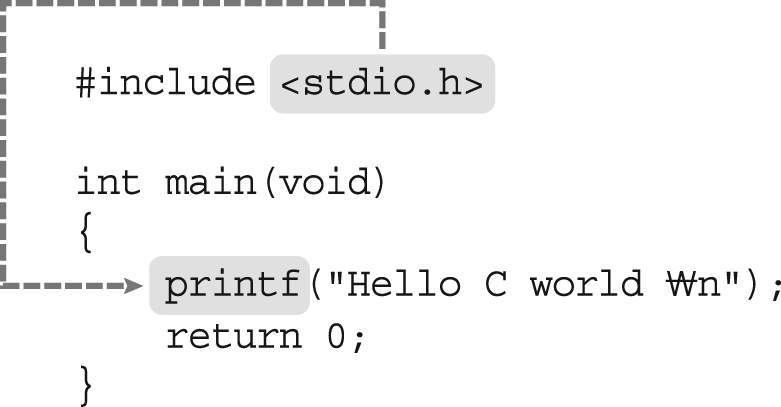 #include <stdio.h>
int main(void)
{
printf("Hello C world ₩n");
return 0;
}